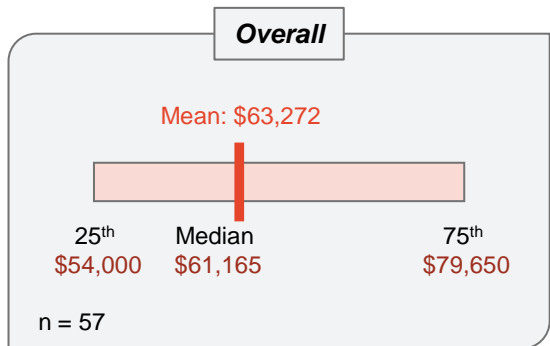 Overall
Mean: $63,272
25th Median 75th
$54,000 $61,165 $79,650
n = 57